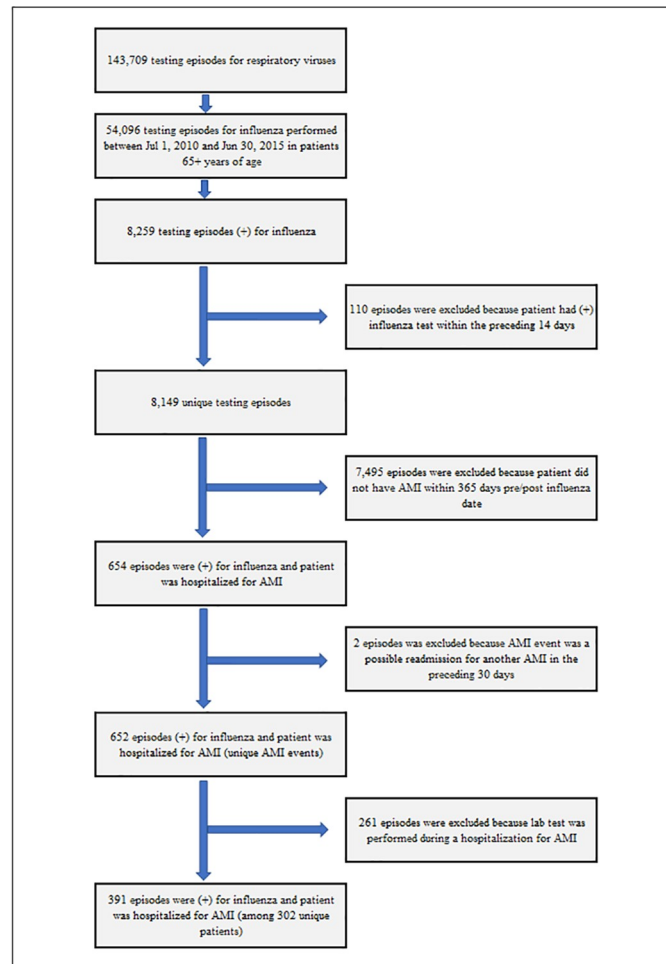 143,709 testing episodes for respiratory viruses
54,096 testing episodes for influenza performed
between Jul 1, 2010 and Jun 30, 2015 in patients
65+ years of age
8,259 testing episodes (+) for influenza
110 episodes were excluded because patient had (+)
influenza test within the preceding 14 days
8,149 unique testing episodes
7,495 episodes were excluded because patient did
not have AMI within 365 days pre/post influenza
date
654 episodes were (+) for influenza and patient
was hospitalized for AMI
2 episodes was excluded because AMI event was a
possible readmission for another AMI in the
preceding 30 days
652 episodes (+) for influenza and patient was
hospitalized for AMI (unique AMI events)
261 episodes were excluded because lab test was
performed during a hospitalization for AMI
391 episodes were (+) for influenza and patient
was hospitalized for AMI (among 302 unique
patients)